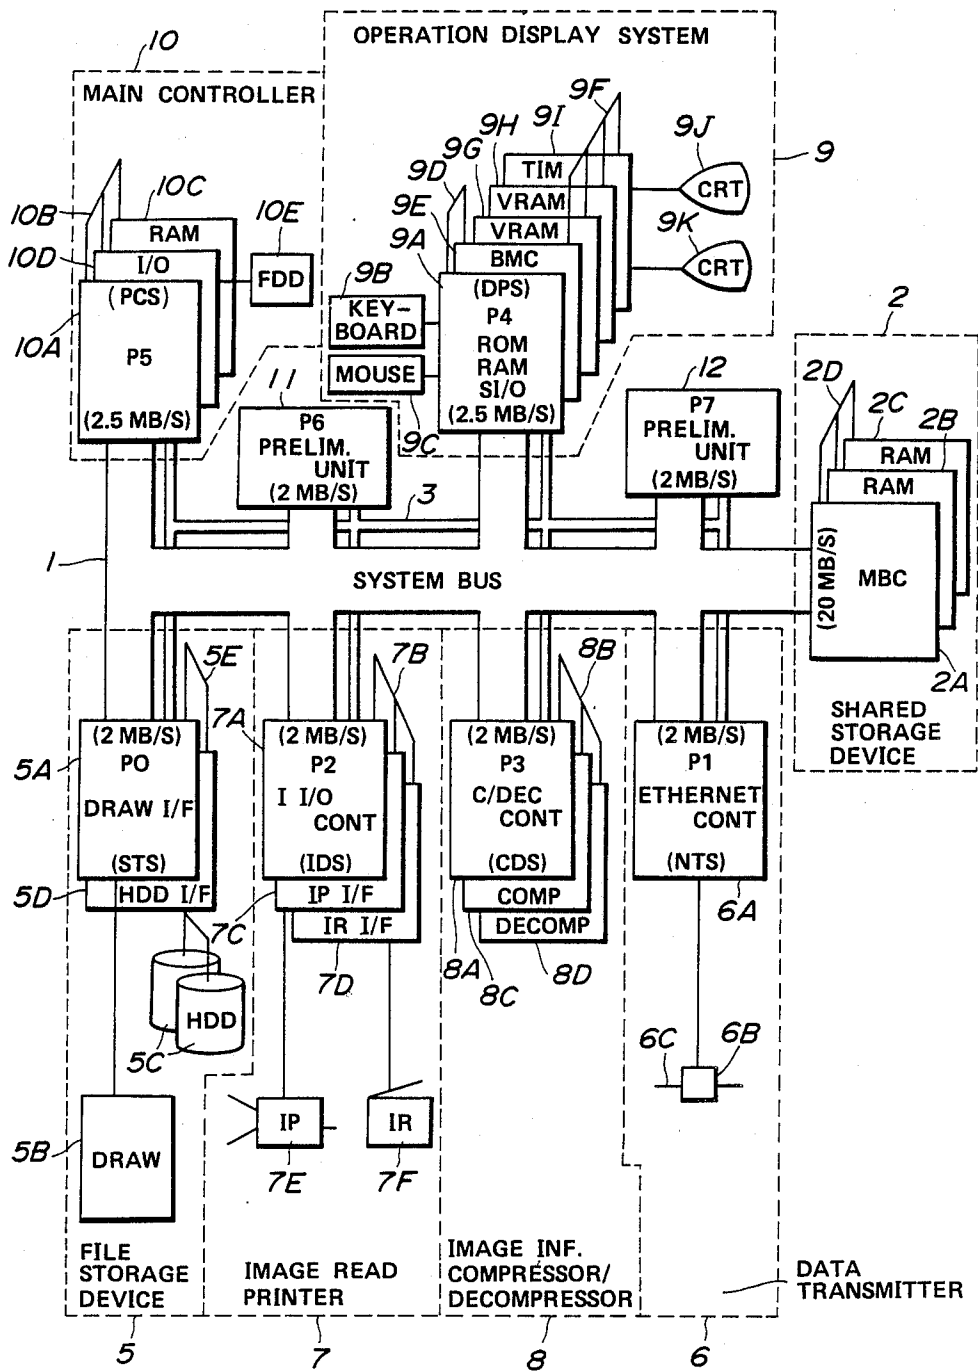 10
OPERATION DISPLAY SYSTEM
MAIN CONTROLLER
9F
9I
9H
9G
9D
9E
9A
9J
9
TIM
CRT
VRAM
9K
VRAM
BMC
CRT
10C
10B
RAM
10E
10D
I/O
FDD
(PCS)
10A
P5
(2.5 MB/S)
9B
KEY-
BOARD
MOUSE
9C
(DPS)
P4
ROM
RAM
SI/O
(2.5 MB/S)
2
11
P6
PRELIM.
UNIT
(2 MB/S)
12
P7
PRELIM.
UNIT
(2 MB/S)
2D
2C
2B
RAM
RAM
MBC
(20 MB/S)
2A
SHARED
STORAGE
DEVICE
3
1
SYSTEM BUS
5E
7B
8B
7A
5A
(2 MB/S)
P0
DRAW I/F
(STS)
5D
HDD I/F
(2 MB/S)
P2
I I/O
CONT
(IDS)
IP I/F
IR I/F
7C
7D
(2 MB/S)
P3
C/DEC
CONT
(CDS)
COMP
DECOMP
8A
8C
8D
(2 MB/S)
P1
ETHERNET
CONT
(NTS)
6A
HDD
5C
6C
6B
5B
DRAW
IP
7E
IR
7F
FILE
STORAGE
DEVICE
IMAGE READ
PRINTER
IMAGE INF.
COMPRESSOR/
DECOMPRESSOR
DATA
TRANSMITTER
5
7
8
6